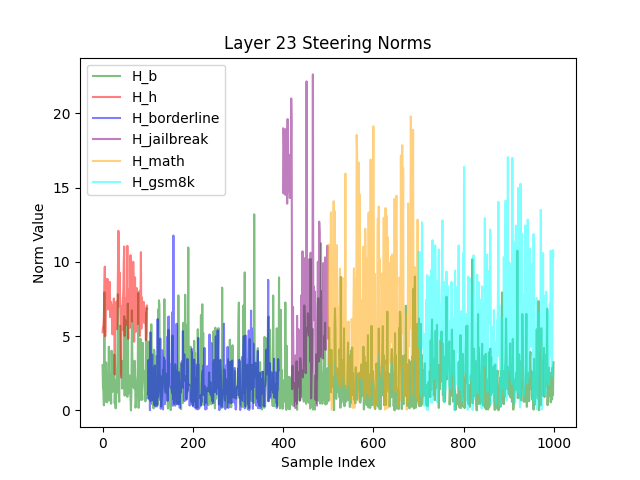 Layer 23 Steering Norms
H_b
H_h
H_borderline
H_jailbreak
H_math
H_gsm8k
Norm Value
20
15
10
5
0
0 200 400 600 800 1000
Sample Index